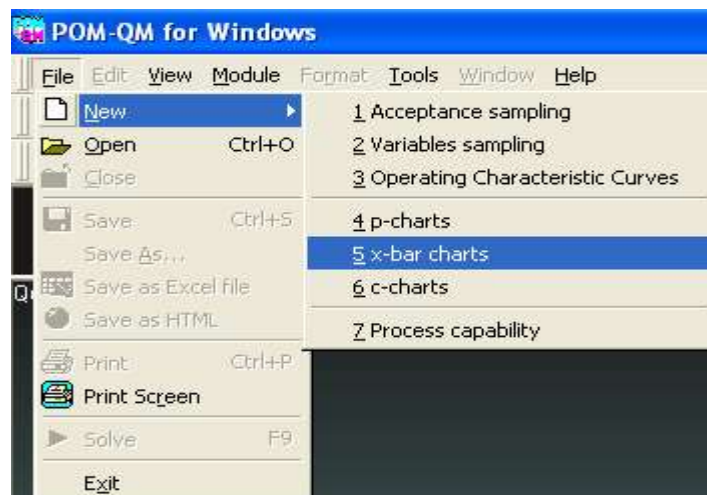 POM-QM for Windows
File Edit View Module Format Tools Window Help
New
Open Ctrl+O
Close
Save Ctrl+S
Save As...
Save as Excel file
Save as HTML
Print Ctrl+P
Print Screen
Solve F9
Exit
1 Acceptance sampling
2 Variables sampling
3 Operating Characteristic Curves
4 p-charts
5 x-bar charts
6 c-charts
7 Process capability